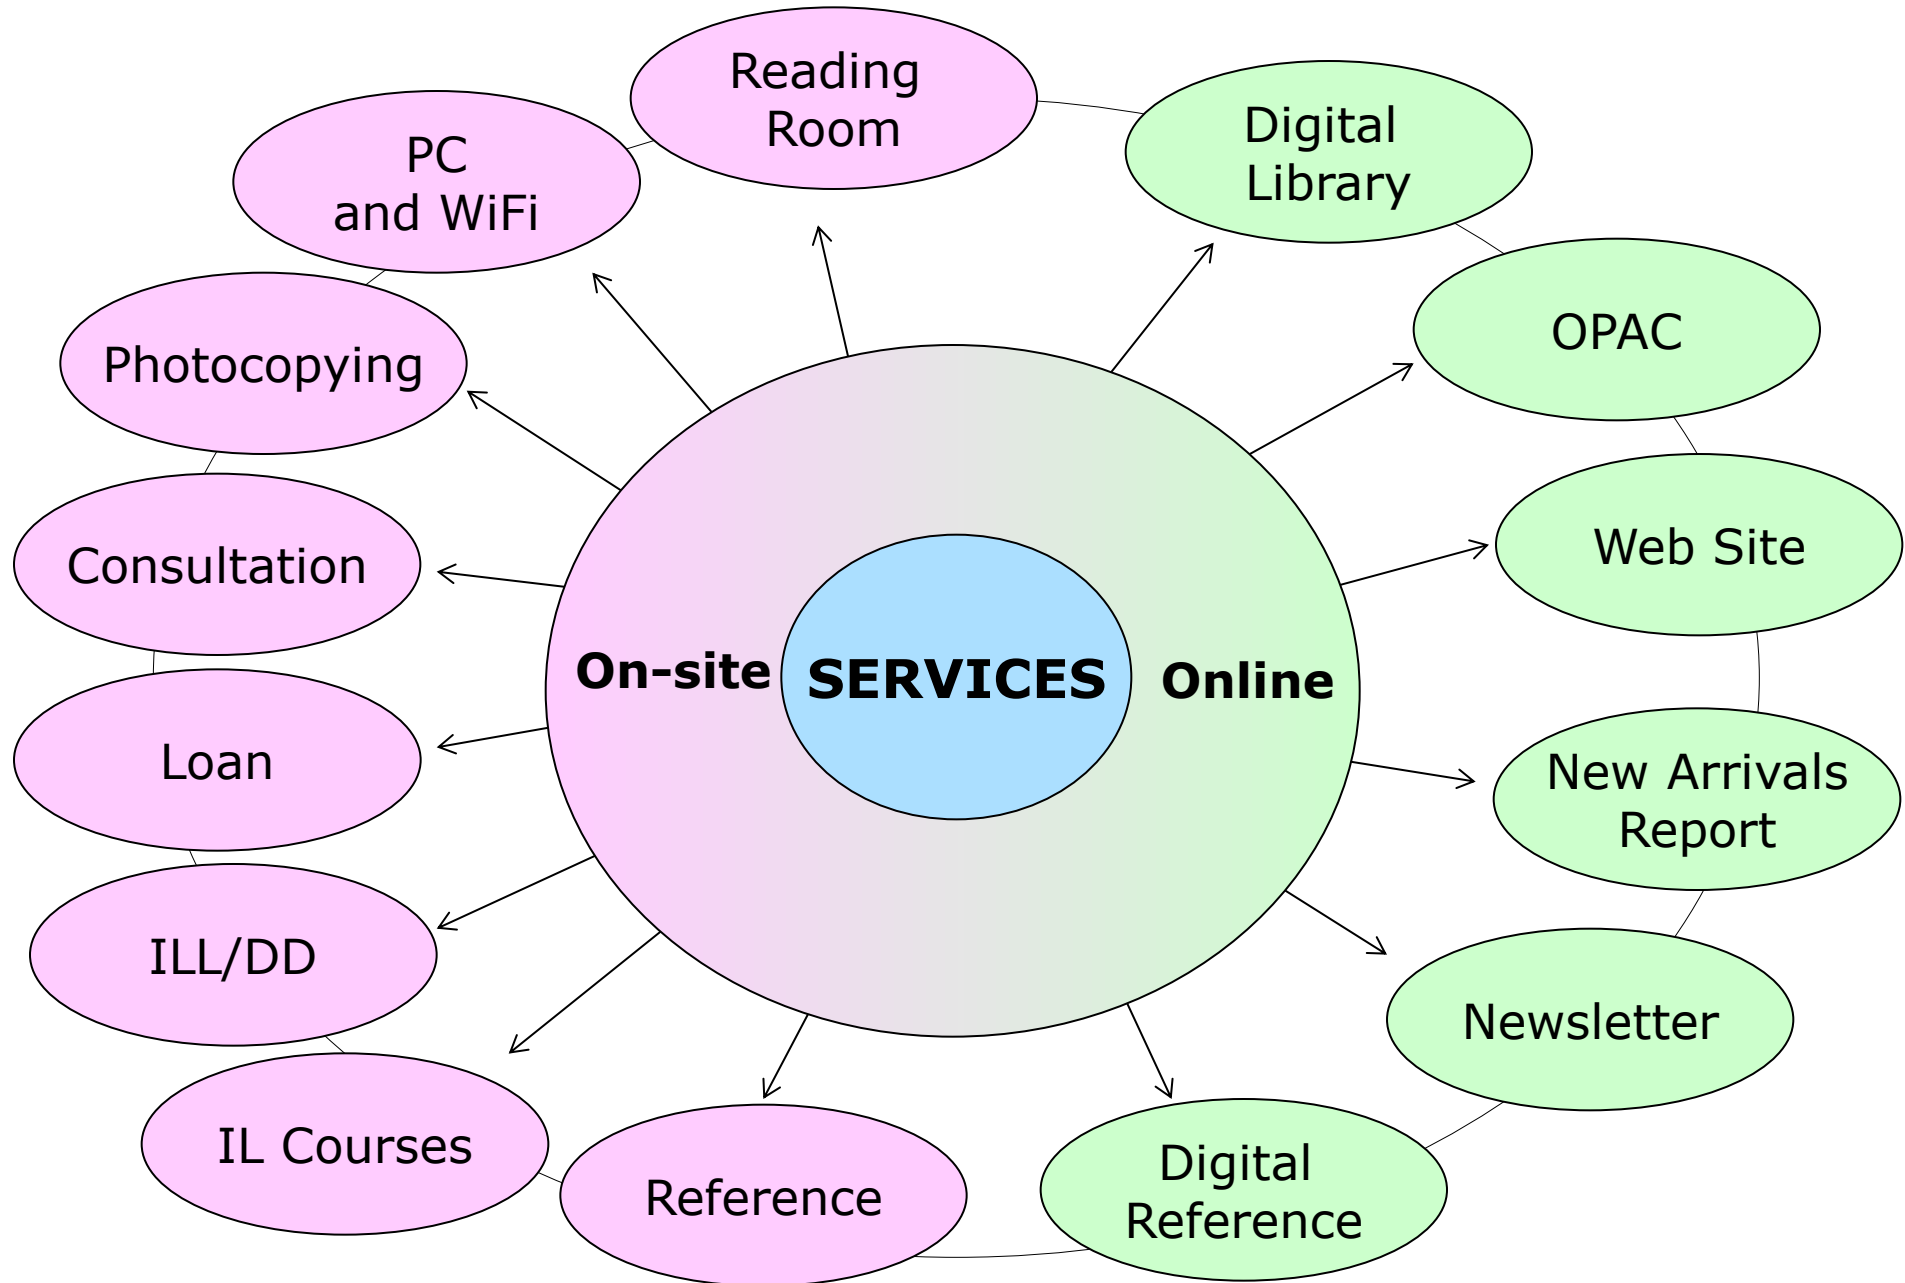 Reading
Room
Digital
Library
PC
and WiFi
OPAC
Photocopying
Web Site
Consultation
On-site
SERVICES
Online
Loan
New Arrivals
Report
ILL/DD
Newsletter
IL Courses
Reference
Digital
Reference